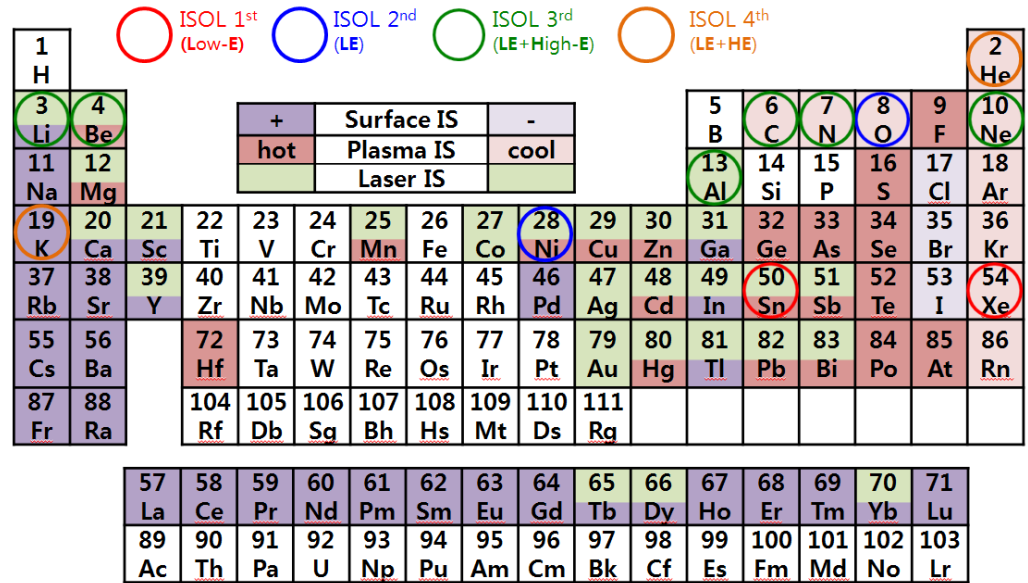 ISOL 1st ISOL 2nd ISOL 3rd ISOL 4th
(Low-E) (LE) (LE+High-E) (LE+HE)
1 2
H He
3 4 5 6 7 8 9 10
Li Be B C N O F Ne
+ Surface IS -
hot Plasma IS cool
Laser IS
11 12 13 14 15 16 17 18
Na Mg Al Si P S Cl Ar
19 20 21 22 23 24 25 26 27 28 29 30 31 32 33 34 35 36
K Ca Sc Ti V Cr Mn Fe Co Ni Cu Zn Ga Ge As Se Br Kr
37 38 39 40 41 42 43 44 45 46 47 48 49 50 51 52 53 54
Rb Sr Y Zr Nb Mo Tc Ru Rh Pd Ag Cd In Sn Sb Te I Xe
55 56 72 73 74 75 76 77 78 79 80 81 82 83 84 85 86
Cs Ba Hf Ta W Re Os Ir Pt Au Hg Tl Pb Bi Po At Rn
87 88 104 105 106 107 108 109 110 111
Fr Ra Rf Db Sg Bh Hs Mt Ds Rg
57 58 59 60 61 62 63 64 65 66 67 68 69 70 71
La Ce Pr Nd Pm Sm Eu Gd Tb Dy Ho Er Tm Yb Lu
89 90 91 92 93 94 95 96 97 98 99 100 101 102 103
Ac Th Pa U Np Pu Am Cm Bk Cf Es Fm Md No Lr